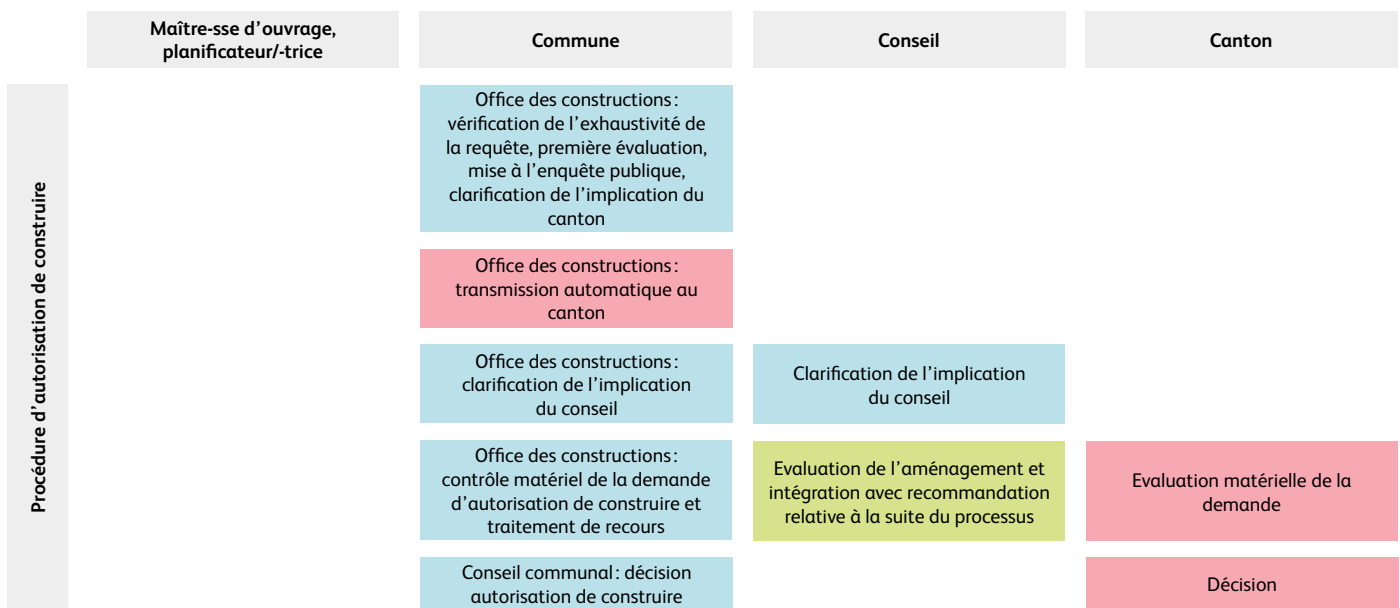 Maître-sse d’ouvrage,
planificateur/-trice
Commune
Conseil
Canton
Procédure d’autorisation de construire
Office des constructions :
vérification de l’exhaustivité de
la requête, première évaluation,
mise à l’enquête publique,
clarification de l’implication du
canton
Office des constructions :
transmission automatique au
canton
Office des constructions :
clarification de l’implication
du conseil
Clarification de l’implication
du conseil
Office des constructions :
contrôle matériel de la demande
d’autorisation de construire et
traitement de recours
Evaluation de l’aménagement et
intégration avec recommandation
relative à la suite du processus
Evaluation matérielle de la
demande
Conseil communal : décision
autorisation de construire
Décision